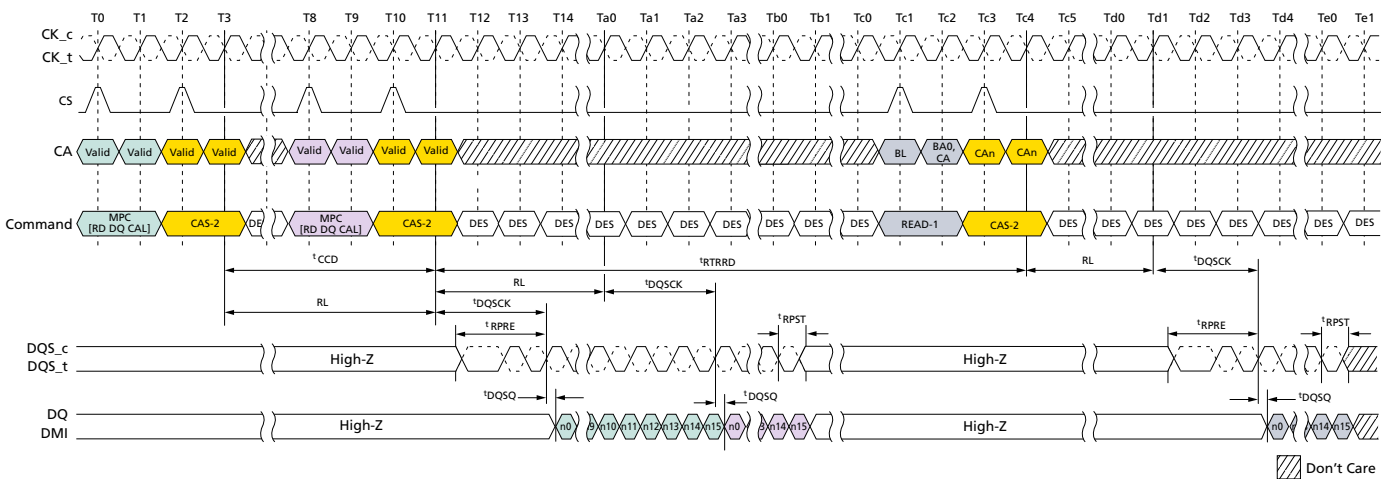 T0 T1 T2 T3 T8 T9 T10 T11 T12 T13 T14 Ta0 Ta1 Ta2 Ta3 Tb0 Tb1 Tc0 Tc1 Tc2 Tc3 Tc4 Tc5 Td0 Td1 Td2 Td3 Td4 Te0 Te1
CK_c
CK_t
CS
CA Valid Valid Valid Valid Valid Valid Valid Valid BL BA0, CA CAn CAn
Command MPC [RD DQ CAL] CAS-2 DE MPC [RD DQ CAL] CAS-2 DES DES DES DES DES DES DES DES DES DES READ-1 CAS-2 DES DES DES DES DES DES DES DES
tCCD tRTRRD RL tDQSCK
RL tDQSCK
RL tDQSCK
tRPRE tRPST tRPRE tRPST
DQS_c
DQS_t
High-Z High-Z
tDQSQ tDQSQ tDQSQ
DQ
DMI
High-Z n0 9 n10 n11 n12 n13 n14 n15 n0 3 n14 n15 High-Z n0 n14 n15
Don't Care